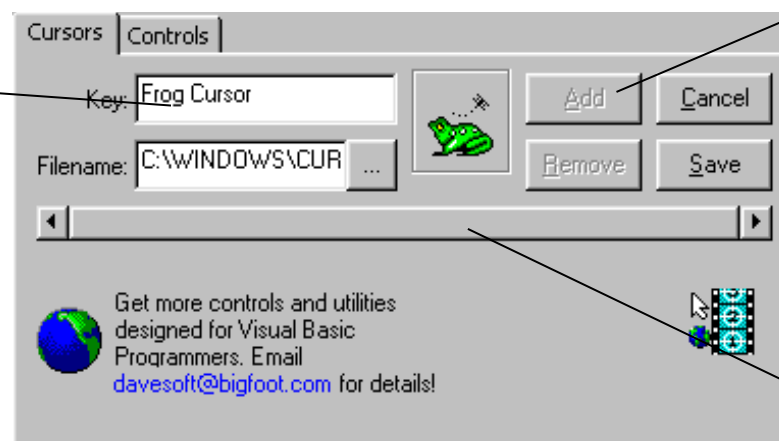 Cursors Controls
Key: Frog Cursor Add Cancel
Filename: C:\WINDOWS\CUR ... Remove Save
Get more controls and utilities
designed for Visual Basic
Programmers. Email
davesoft@bigfoot.com for details!